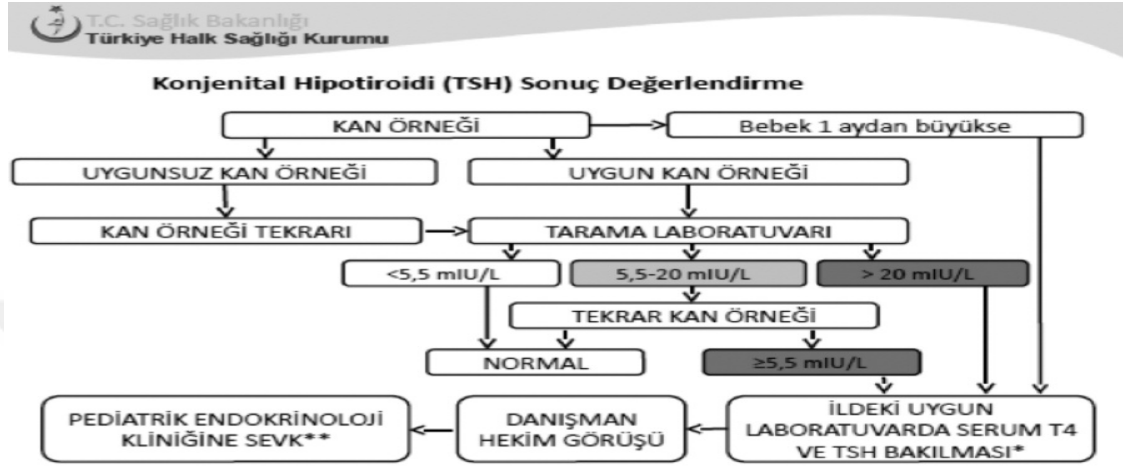 T.C. Sağlık Bakanlığı
Türkiye Halk Sağlığı Kurumu
Konjenital Hipotiroidi (TSH) Sonuç Değerlendirme
KAN ÖRNEĞİ
Bebek 1 aydan büyükse
UYGUNSUZ KAN ÖRNEĞİ
UYGUN KAN ÖRNEĞİ
KAN ÖRNEĞİ TEKRARI
TARAMA LABORATUVARI
<5,5 mIU/L
5,5-20 mIU/L
> 20 mIU/L
TEKRAR KAN ÖRNEĞİ
NORMAL
≥5,5 mIU/L
PEDİATRİK ENDOKRİNOLOJİ
KLİNİĞİNE SEVK**
DANIŞMAN
HEKİM GÖRÜŞÜ
İLDEKİ UYGUN
LABORATUVARDA SERUM T4
VE TSH BAKILMASI*